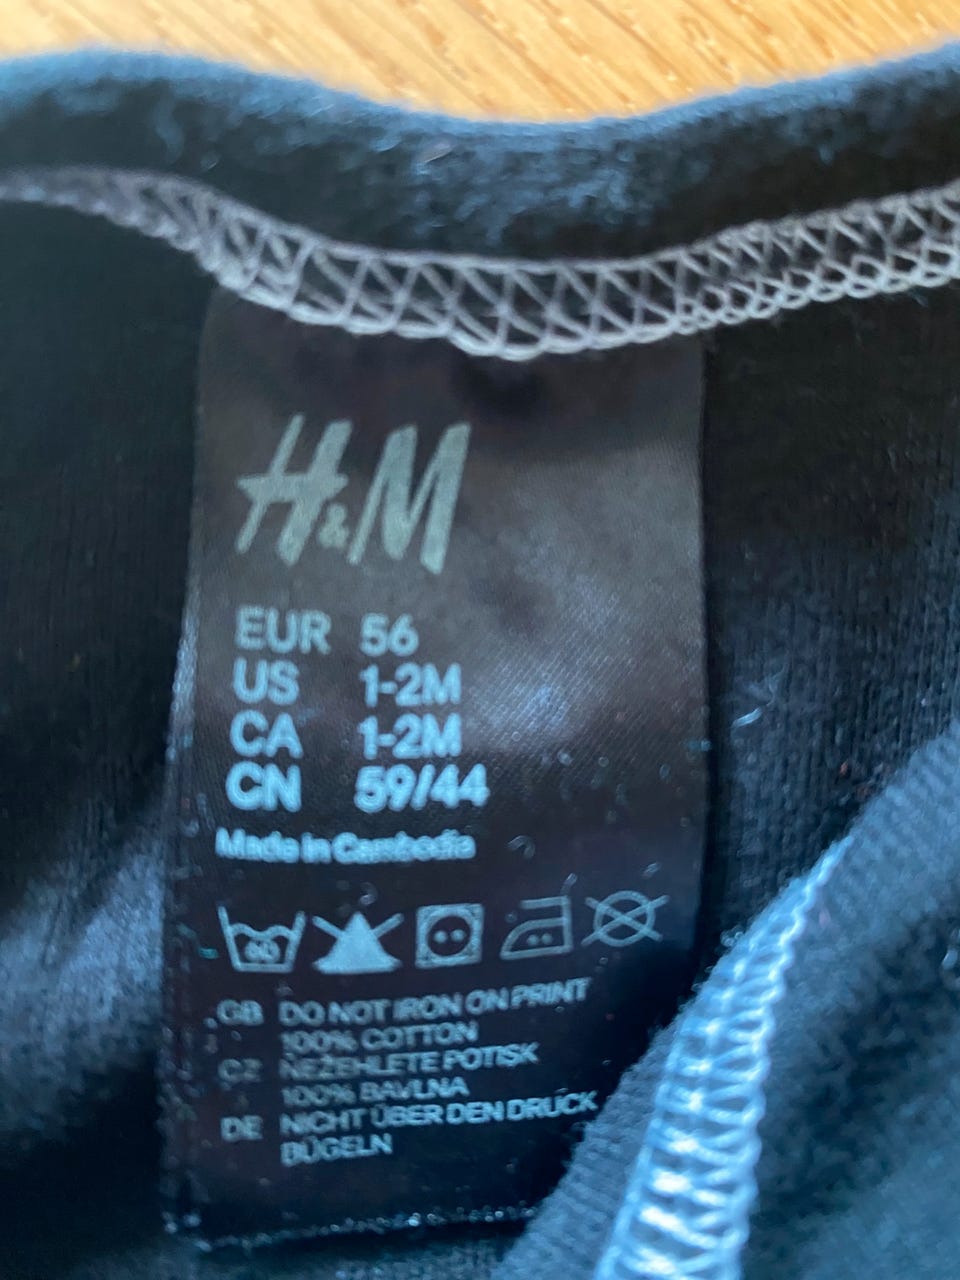 H&M
EUR 56
US 1-2M
CA 1-2M
CN 59/44
Made in Cambodia
60
GB DO NOT IRON ON PRINT
100% COTTON
CZ NEŽEHLETE POTISK
100% BAVLNA
DE NICHT ÜBER DEN DRUCK
BÜGELN